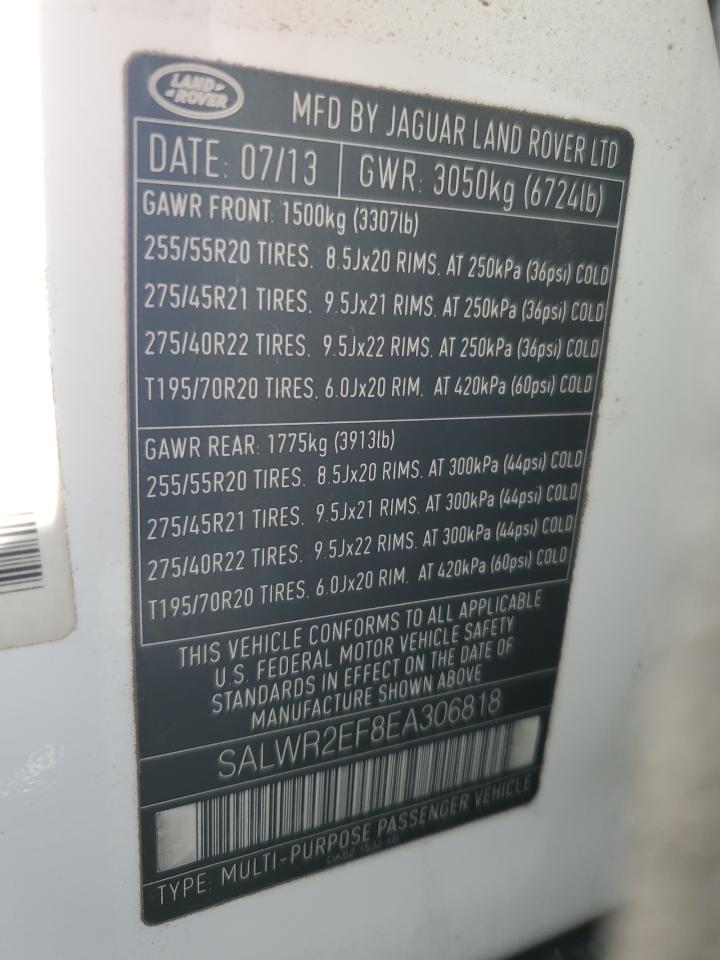 LAND ROVER
MFD BY JAGUAR LAND ROVER LTD
DATE: 07/13 GWR: 3050kg (6724lb)
GAWR FRONT: 1500kg (3307lb)
255/55R20 TIRES. 8.5Jx20 RIMS. AT 250kPa (36psi) COLD
275/45R21 TIRES. 9.5Jx21 RIMS. AT 250kPa (36psi) COLD
275/40R22 TIRES. 9.5Jx22 RIMS. AT 250kPa (36psi) COLD
T195/70R20 TIRES. 6.0Jx20 RIM. AT 420kPa (60psi) COLD
GAWR REAR: 1775kg (3913lb)
255/55R20 TIRES. 8.5Jx20 RIMS. AT 300kPa (44psi) COLD
275/45R21 TIRES. 9.5Jx21 RIMS. AT 300kPa (44psi) COLD
275/40R22 TIRES. 9.5Jx22 RIMS. AT 300kPa (44psi) COLD
T195/70R20 TIRES. 6.0Jx20 RIM. AT 420kPa (60psi) COLD
THIS VEHICLE CONFORMS TO ALL APPLICABLE
U.S. FEDERAL MOTOR VEHICLE SAFETY
STANDARDS IN EFFECT ON THE DATE OF
MANUFACTURE SHOWN ABOVE
SALWR2EF8EA306818
TYPE: MULTI-PURPOSE PASSENGER VEHICLE